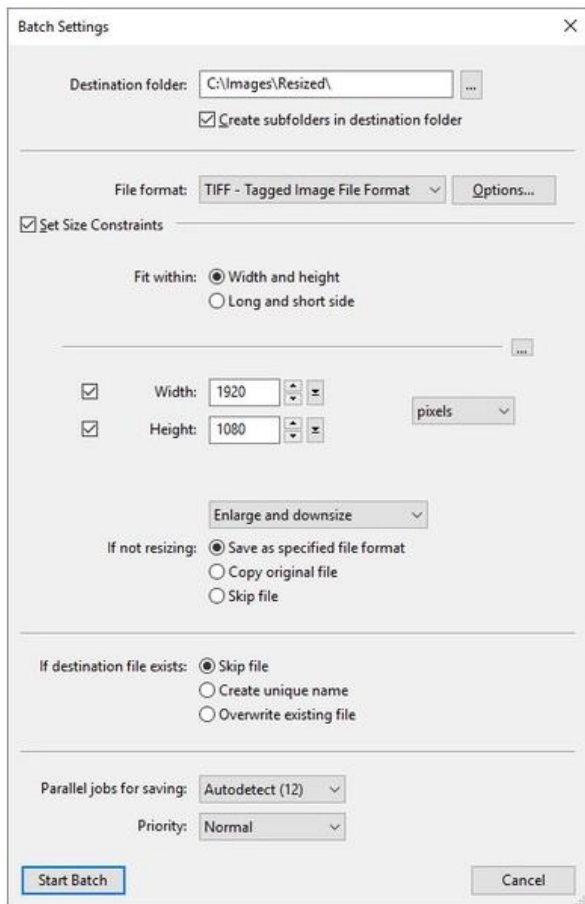 Batch Settings
Destination folder: C:\Images\Resized\ ...
Create subfolders in destination folder
File format: TIFF - Tagged Image File Format Options...
Set Size Constraints
Fit within: Width and height
Long and short side
...
Width: 1920
pixels
Height: 1080
Enlarge and downsize
If not resizing: Save as specified file format
Copy original file
Skip file
If destination file exists: Skip file
Create unique name
Overwrite existing file
Parallel jobs for saving: Autodetect (12)
Priority: Normal
Start Batch Cancel